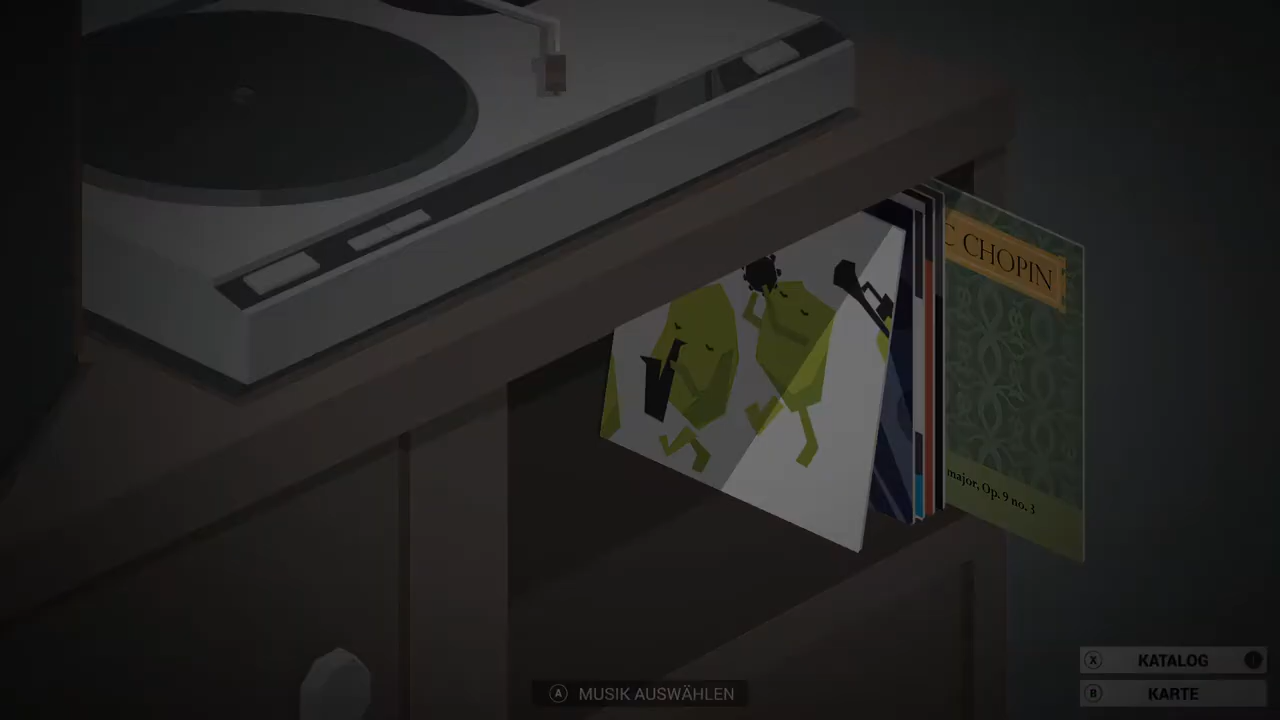 C CHOPIN
major, Op. 9 no. 3
X KATALOG !
A MUSIK AUSWÄHLEN
B KARTE